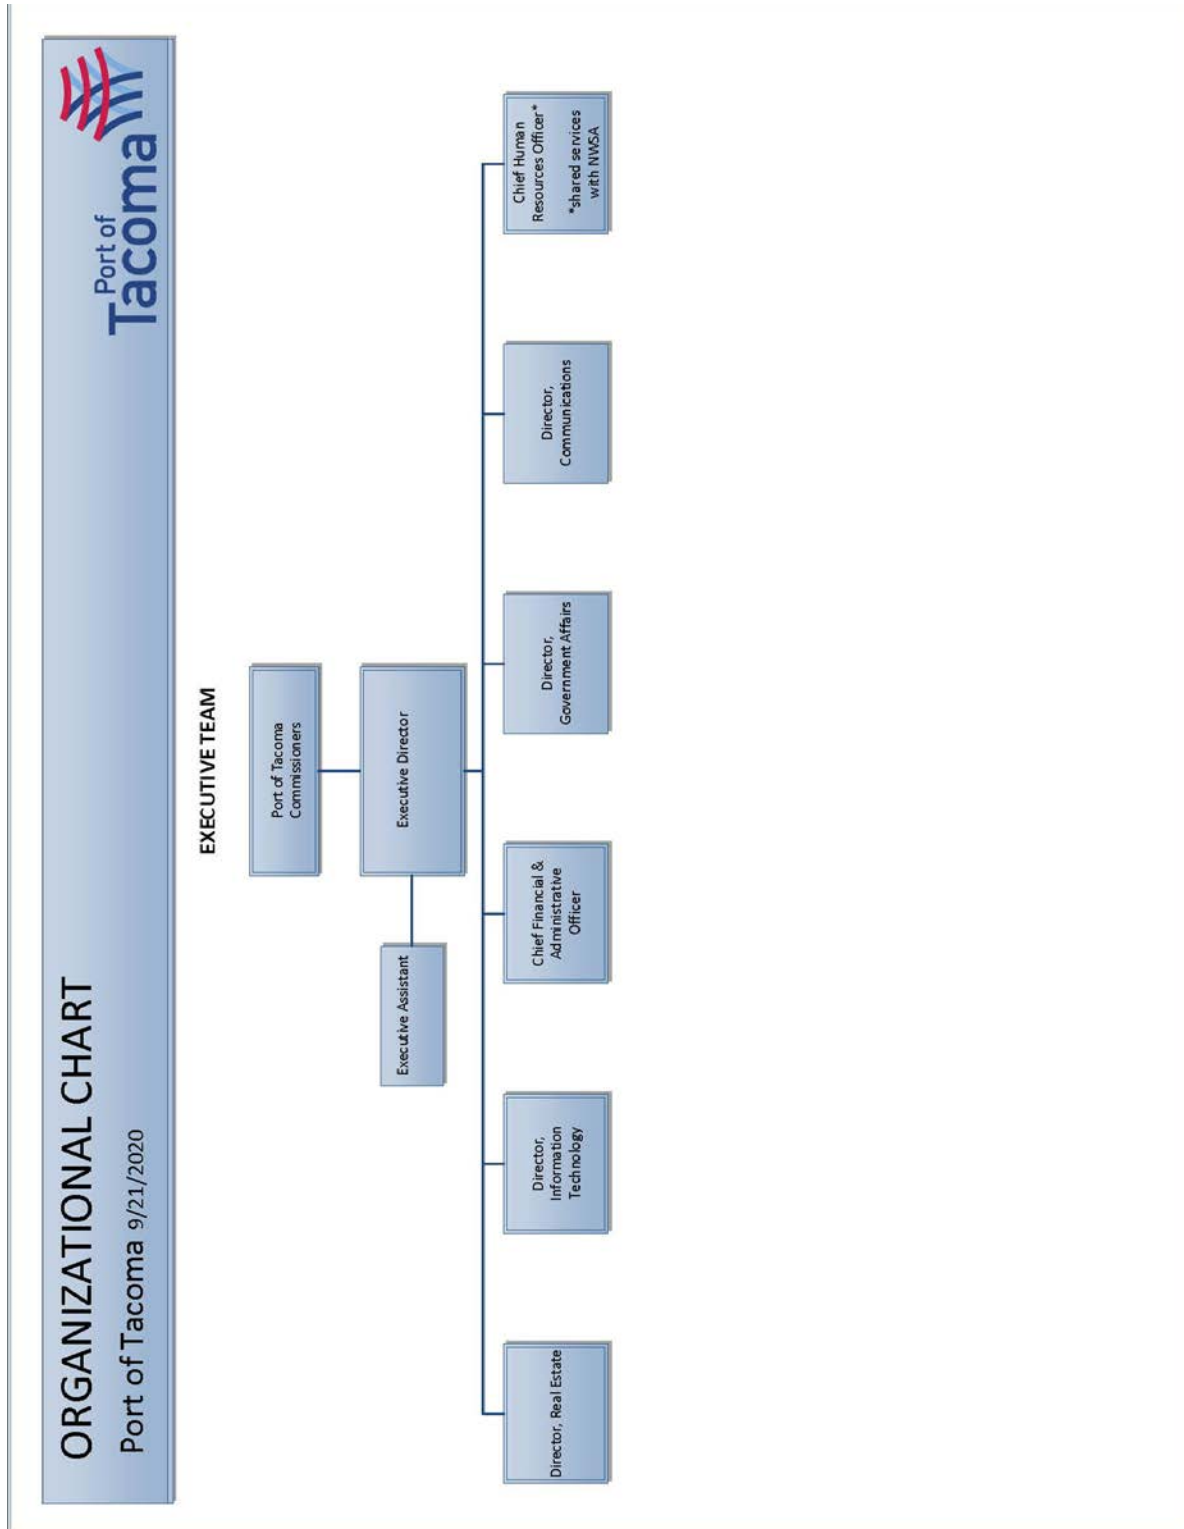 ORGANIZATIONAL CHART
Port of Tacoma 9/21/2020
Port of
Tacoma
EXECUTIVE TEAM
Port of Tacoma
Commissioners
Executive Director
Executive Assistant
Director, Real Estate
Director,
Information
Technology
Chief Financial &
Administrative
Officer
Director,
Government Affairs
Director,
Communications
Chief Human
Resources Officer*
*shared services
with NWSA